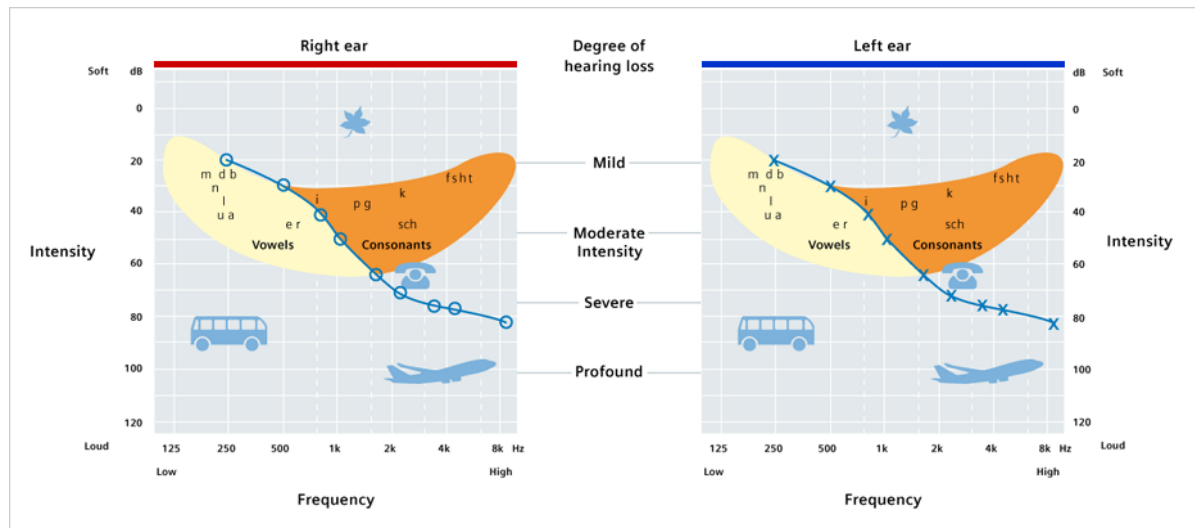 Right ear
Degree of
hearing loss
Left ear
Soft dB
dB Soft
0
0
20
Mild
20
40
40
Intensity
Moderate
Intensity
Intensity
60
60
Severe
80
80
100
Profound
100
120
120
Loud
Loud
m d b
n
l
u a
e r
i
p g
k
f s h t
sch
Vowels
Consonants
m d b
n
l
u a
e r
i
p g
k
f s h t
sch
Vowels
Consonants
125 250 500 1k 2k 4k 8k Hz
Low High
Frequency
125 250 500 1k 2k 4k 8k Hz
Low High
Frequency